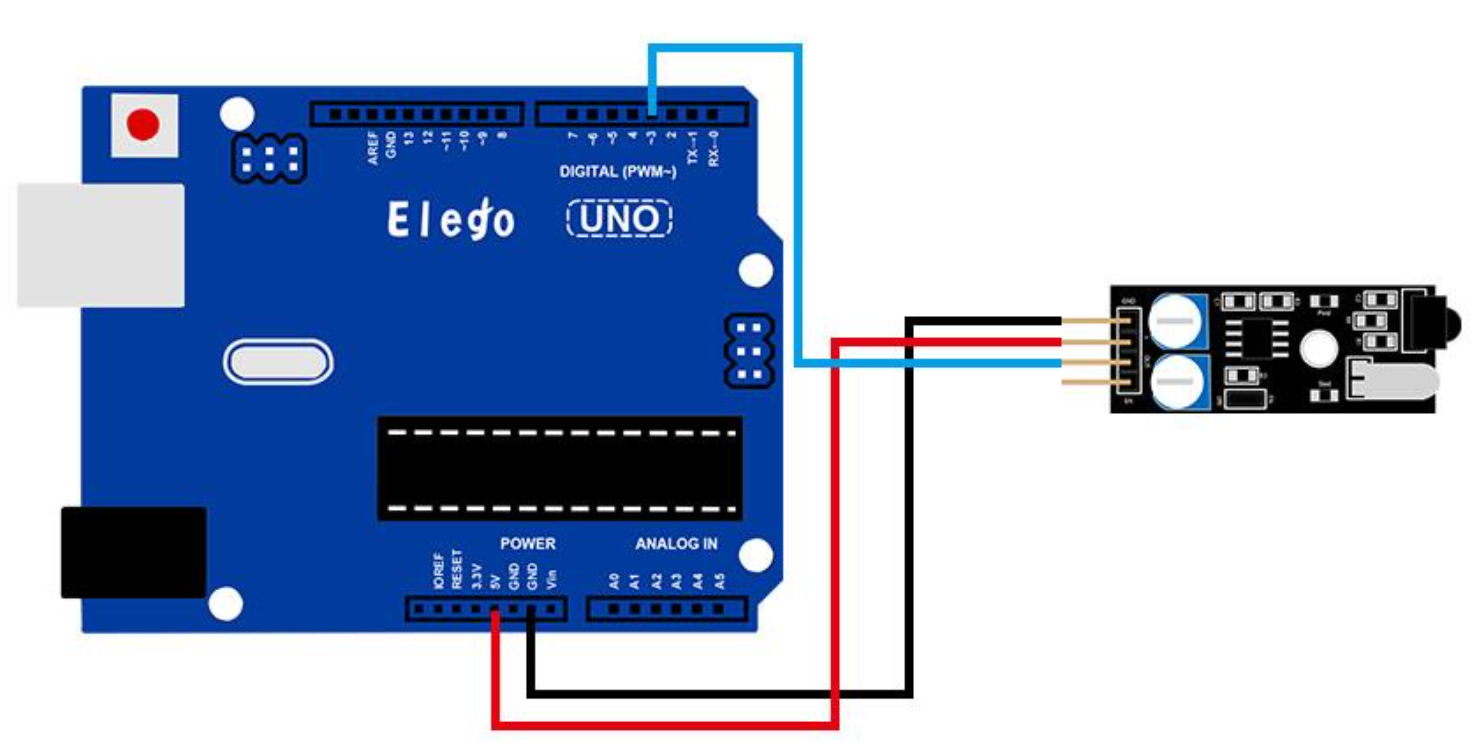 AREF
GND
13
12
~11
~10
~9
8
7
~6
~5
4
~3
2
TX→1
RX←0
DIGITAL (PWM~)
Elego
UNO
GND
+
OUT
EN
POWER
ANALOG IN
IOREF
RESET
3.3V
5V
GND
GND
Vin
A0
A1
A2
A3
A4
A5